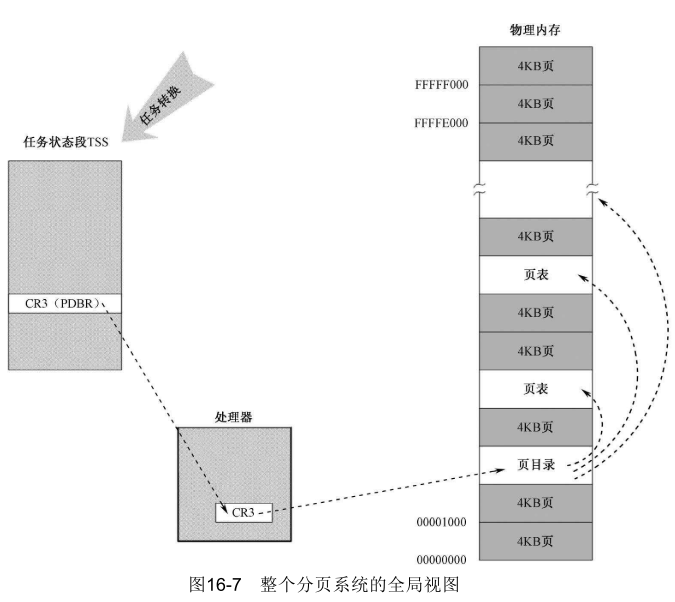 物理内存
4KB页
FFFFF000
4KB页
FFFFE000
4KB页
任务转换
任务状态段TSS
4KB页
页表
CR3（PDBR）
4KB页
4KB页
页表
处理器
4KB页
页目录
4KB页
CR3
00001000
4KB页
00000000
图16-7 整个分页系统的全局视图